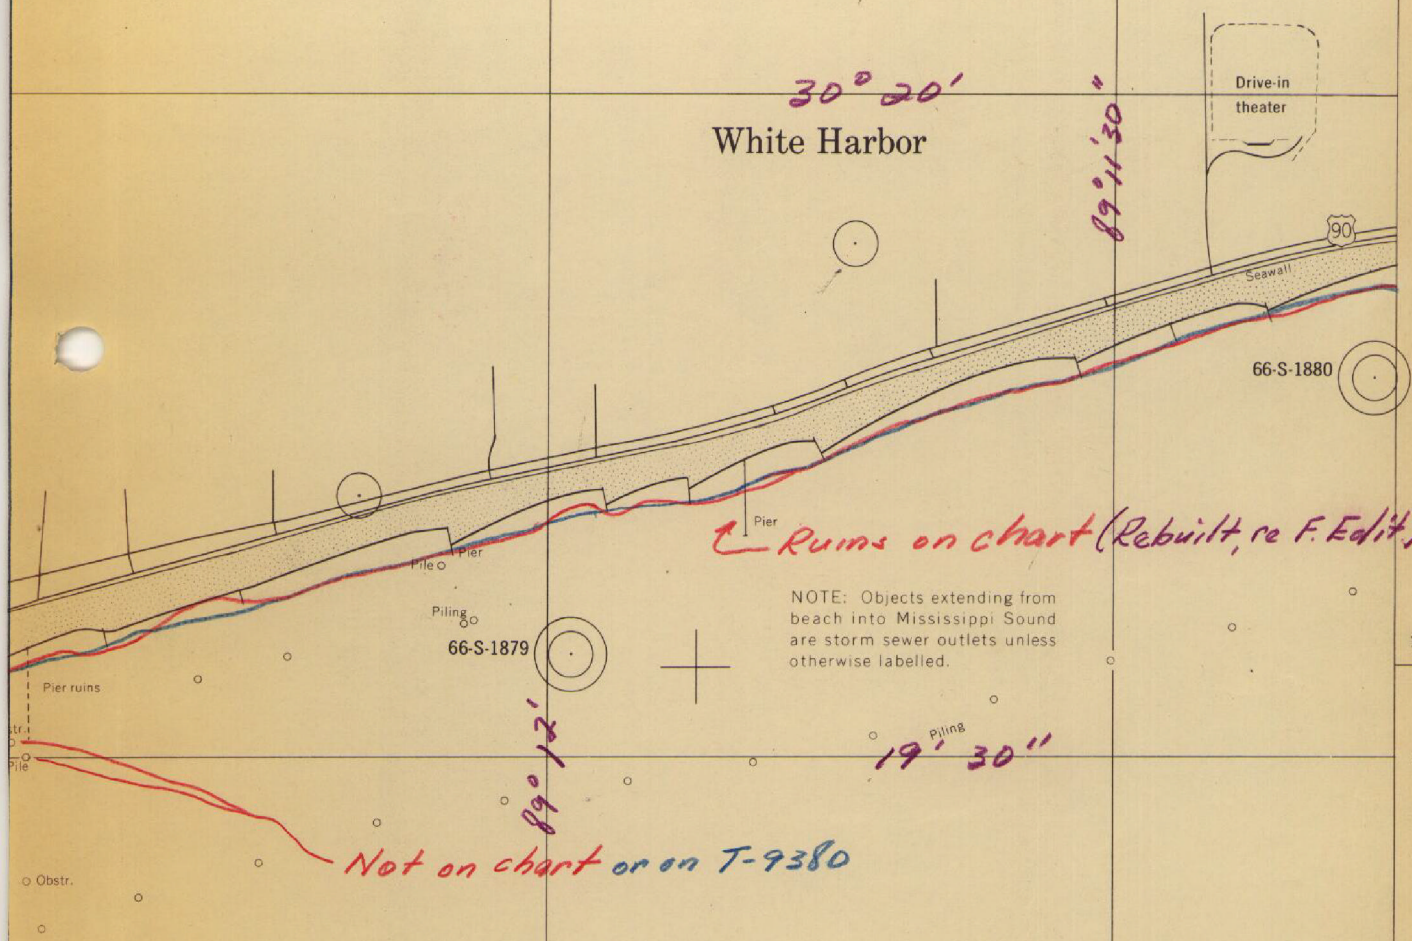 30° 20'
Drive-in
theater
White Harbor
89° 11' 30"
90
Seawall
66-S-1880
Pier
Ruins on chart (Rebuilt, re F. Edit.)
Pier
Pile
Piling
NOTE: Objects extending from
beach into Mississippi Sound
are storm sewer outlets unless
otherwise labelled.
66-S-1879
Pier ruins
89° 12'
Piling
19' 30"
Pile
Not on chart or on T-9380
Obstr.